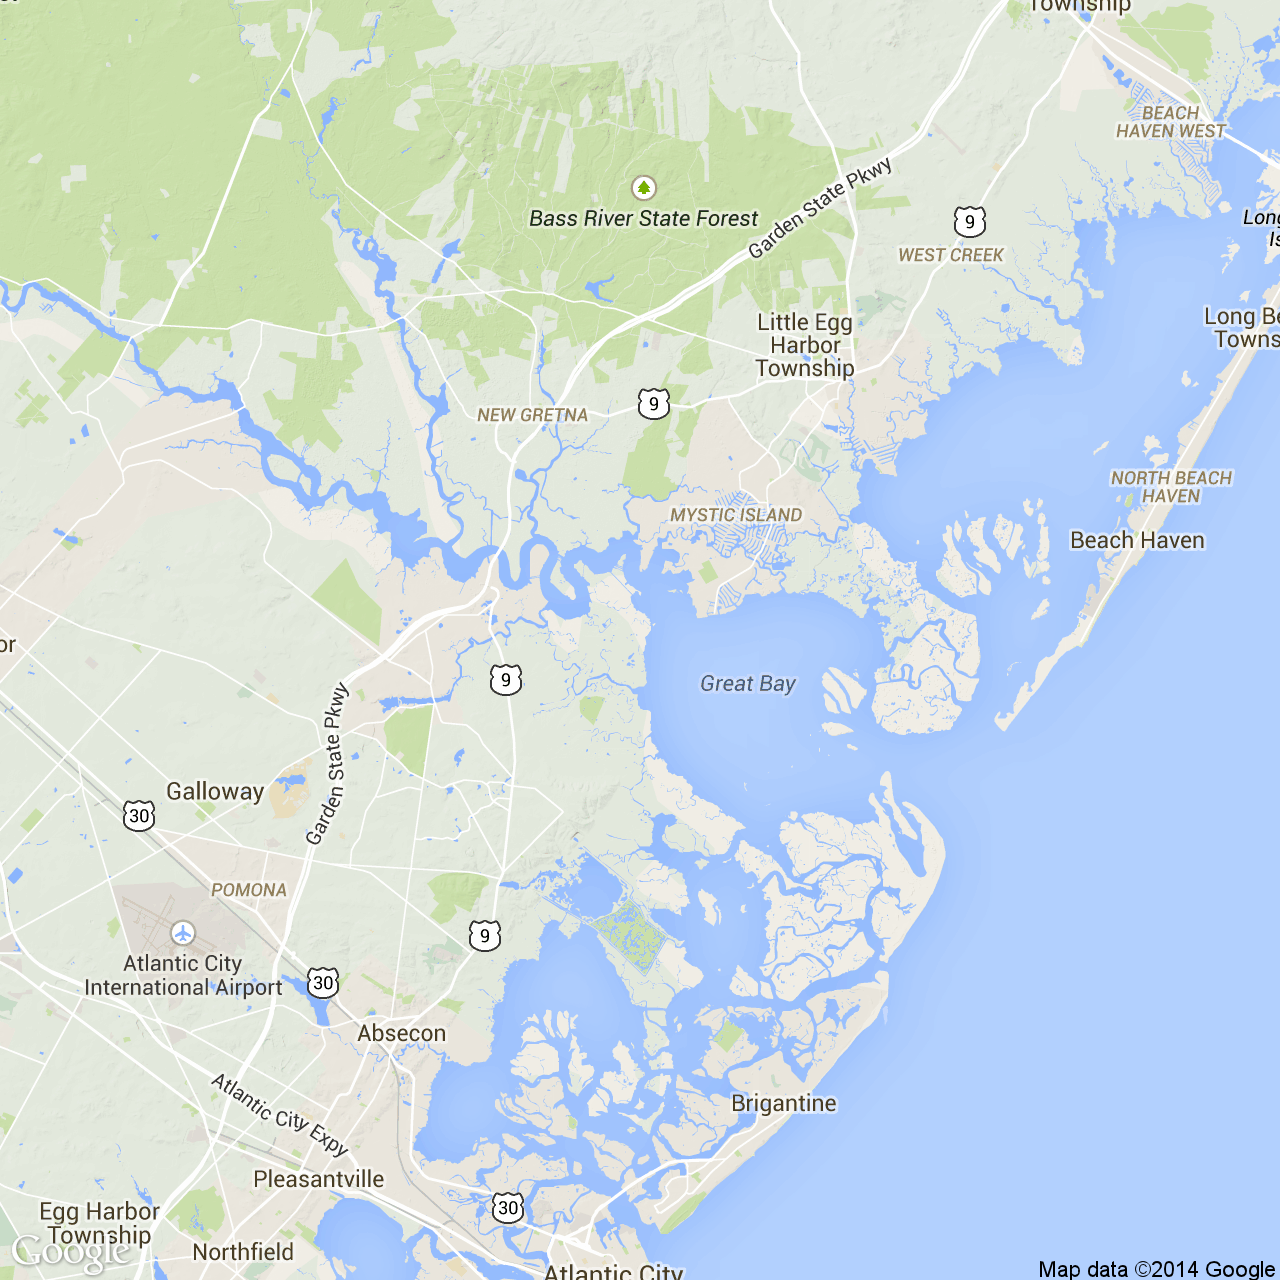 Township
BEACH
HAVEN WEST
Bass River State Forest
Garden State Pkwy
9
WEST CREEK
Long
Is
Little Egg
Harbor
Township
Long Be
Towns
9
NEW GRETNA
NORTH BEACH
HAVEN
MYSTIC ISLAND
Beach Haven
or
9
Great Bay
Garden State Pkwy
Galloway
30
POMONA
9
Atlantic City
International Airport
30
Absecon
Atlantic City Expy
Brigantine
Pleasantville
30
Egg Harbor
Township
Northfield
Google
Atlantic City
Map data ©2014 Google